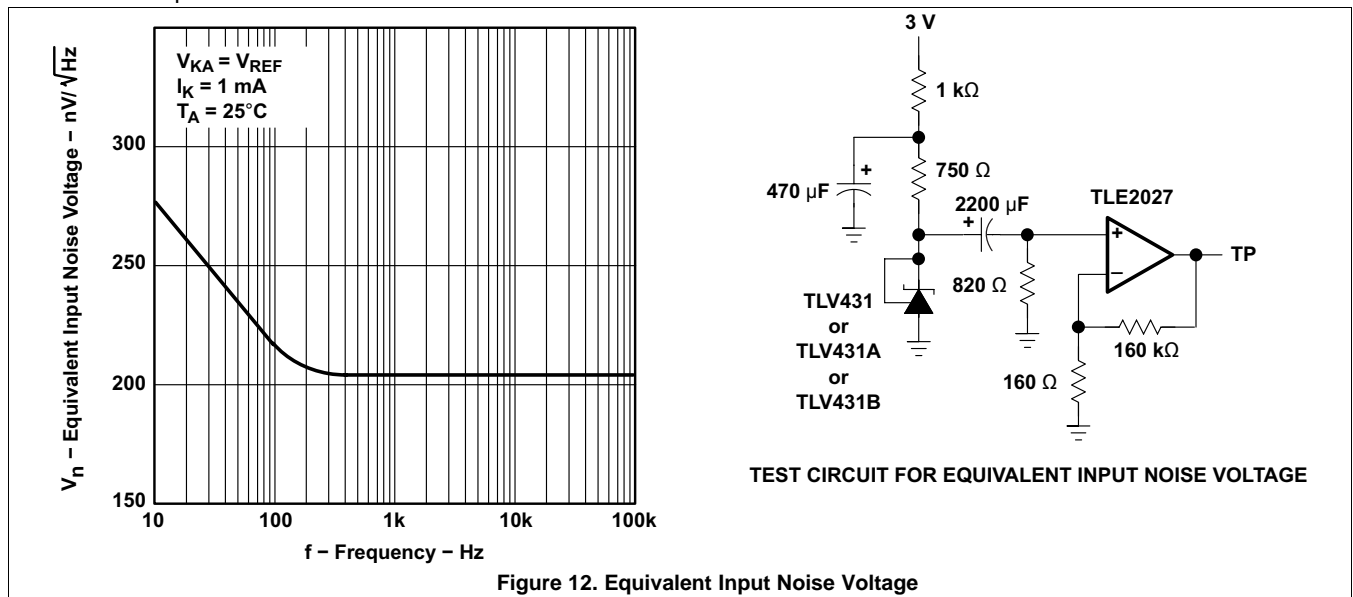 V_n − Equivalent Input Noise Voltage − nV/√Hz
V_KA = V_REF
I_K = 1 mA
T_A = 25°C
300
250
200
150
10
100
1k
10k
100k
f − Frequency − Hz
3 V
1 kΩ
+
470 µF
750 Ω
2200 µF
+
TLE2027
+
−
TP
820 Ω
TLV431
or
TLV431A
or
TLV431B
160 kΩ
160 Ω
TEST CIRCUIT FOR EQUIVALENT INPUT NOISE VOLTAGE
Figure 12. Equivalent Input Noise Voltage